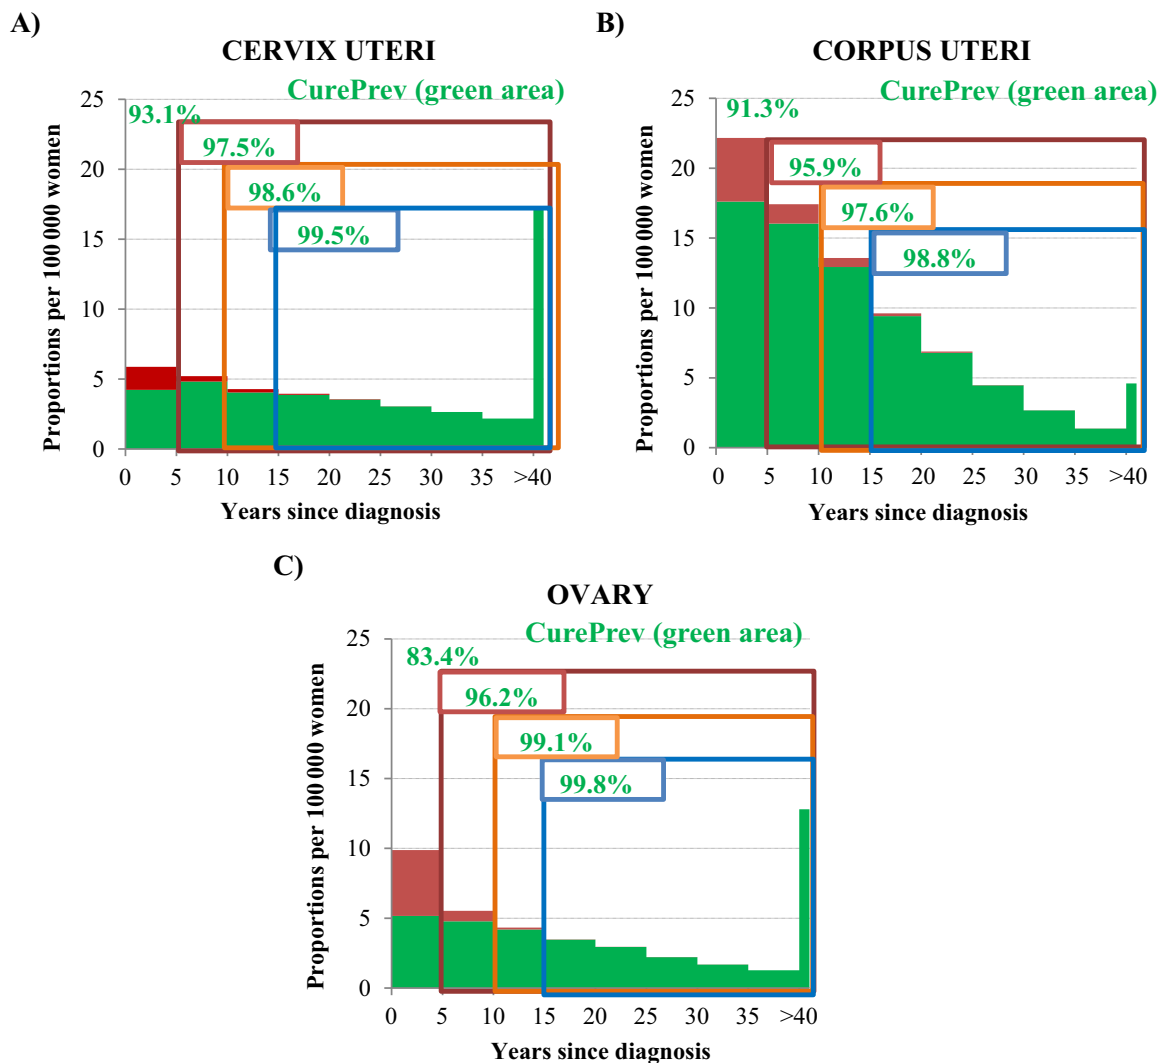 A)
CERVIX UTERI
CurePrev (green area)
93.1%
97.5%
98.6%
99.5%
Proportions per 100 000 women
25
20
15
10
5
0
0 5 10 15 20 25 30 35 >40
Years since diagnosis
B)
CORPUS UTERI
CurePrev (green area)
91.3%
95.9%
97.6%
98.8%
Proportions per 100 000 women
25
20
15
10
5
0
0 5 10 15 20 25 30 35 >40
Years since diagnosis
C)
OVARY
CurePrev (green area)
83.4%
96.2%
99.1%
99.8%
Proportions per 100 000 women
25
20
15
10
5
0
0 5 10 15 20 25 30 35 >40
Years since diagnosis